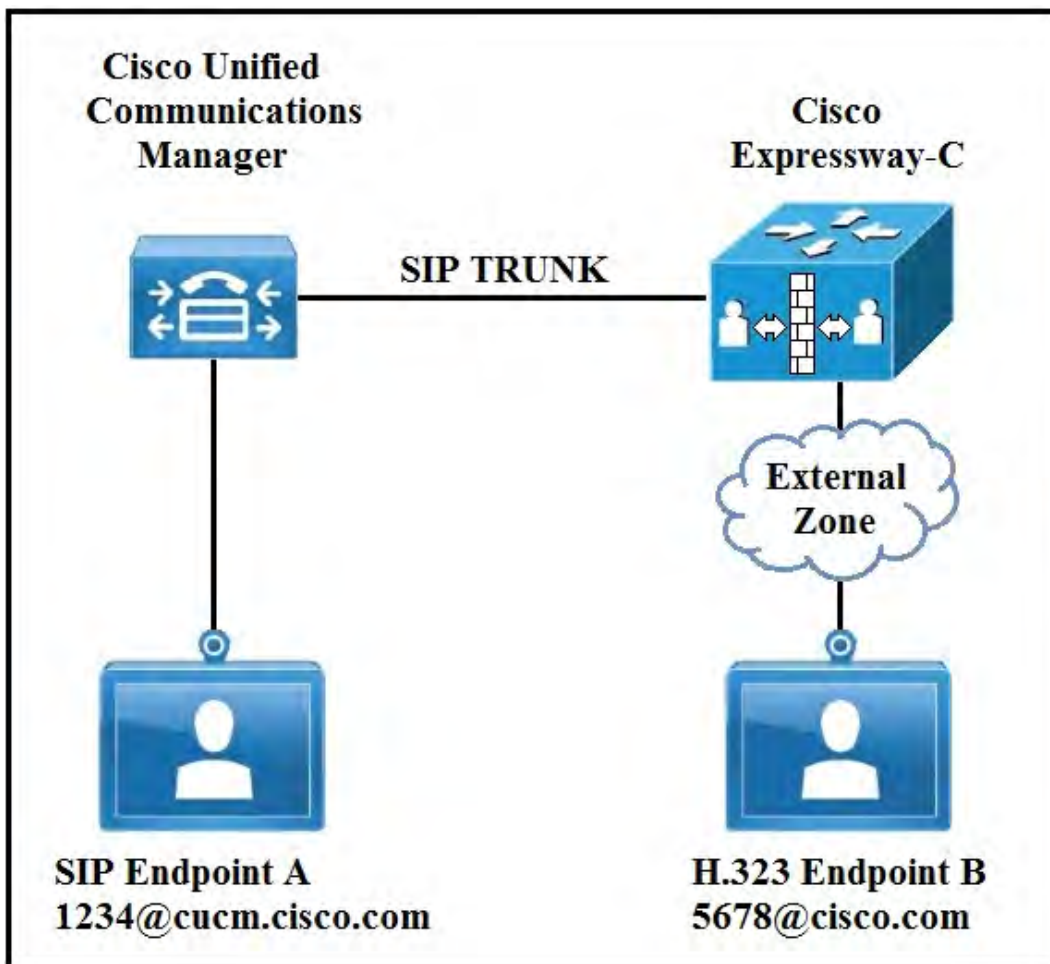 Cisco Unified
Communications
Manager
Cisco
Expressway-C
SIP TRUNK
External
Zone
SIP Endpoint A
1234@cucm.cisco.com
H.323 Endpoint B
5678@cisco.com